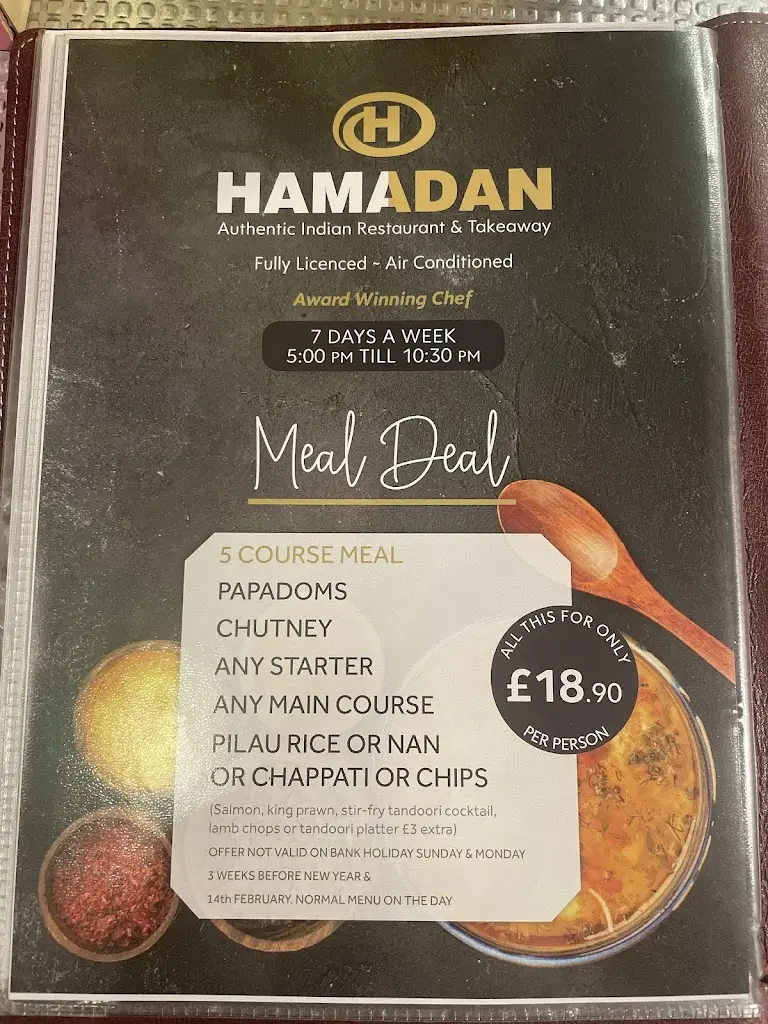 H
HAMADAN
Authentic Indian Restaurant & Takeaway
Fully Licenced ~ Air Conditioned
Award Winning Chef
7 DAYS A WEEK
5:00 PM TILL 10:30 PM
Meal Deal
5 COURSE MEAL
PAPADOMS
CHUTNEY
ANY STARTER
ANY MAIN COURSE
PILAU RICE OR NAN
OR CHAPPATI OR CHIPS
(Salmon, king prawn, stir-fry tandoori cocktail,
lamb chops or tandoori platter £3 extra)
OFFER NOT VALID ON BANK HOLIDAY SUNDAY & MONDAY
3 WEEKS BEFORE NEW YEAR &
14th FEBRUARY. NORMAL MENU ON THE DAY
ALL THIS FOR ONLY
£18.90
PER PERSON